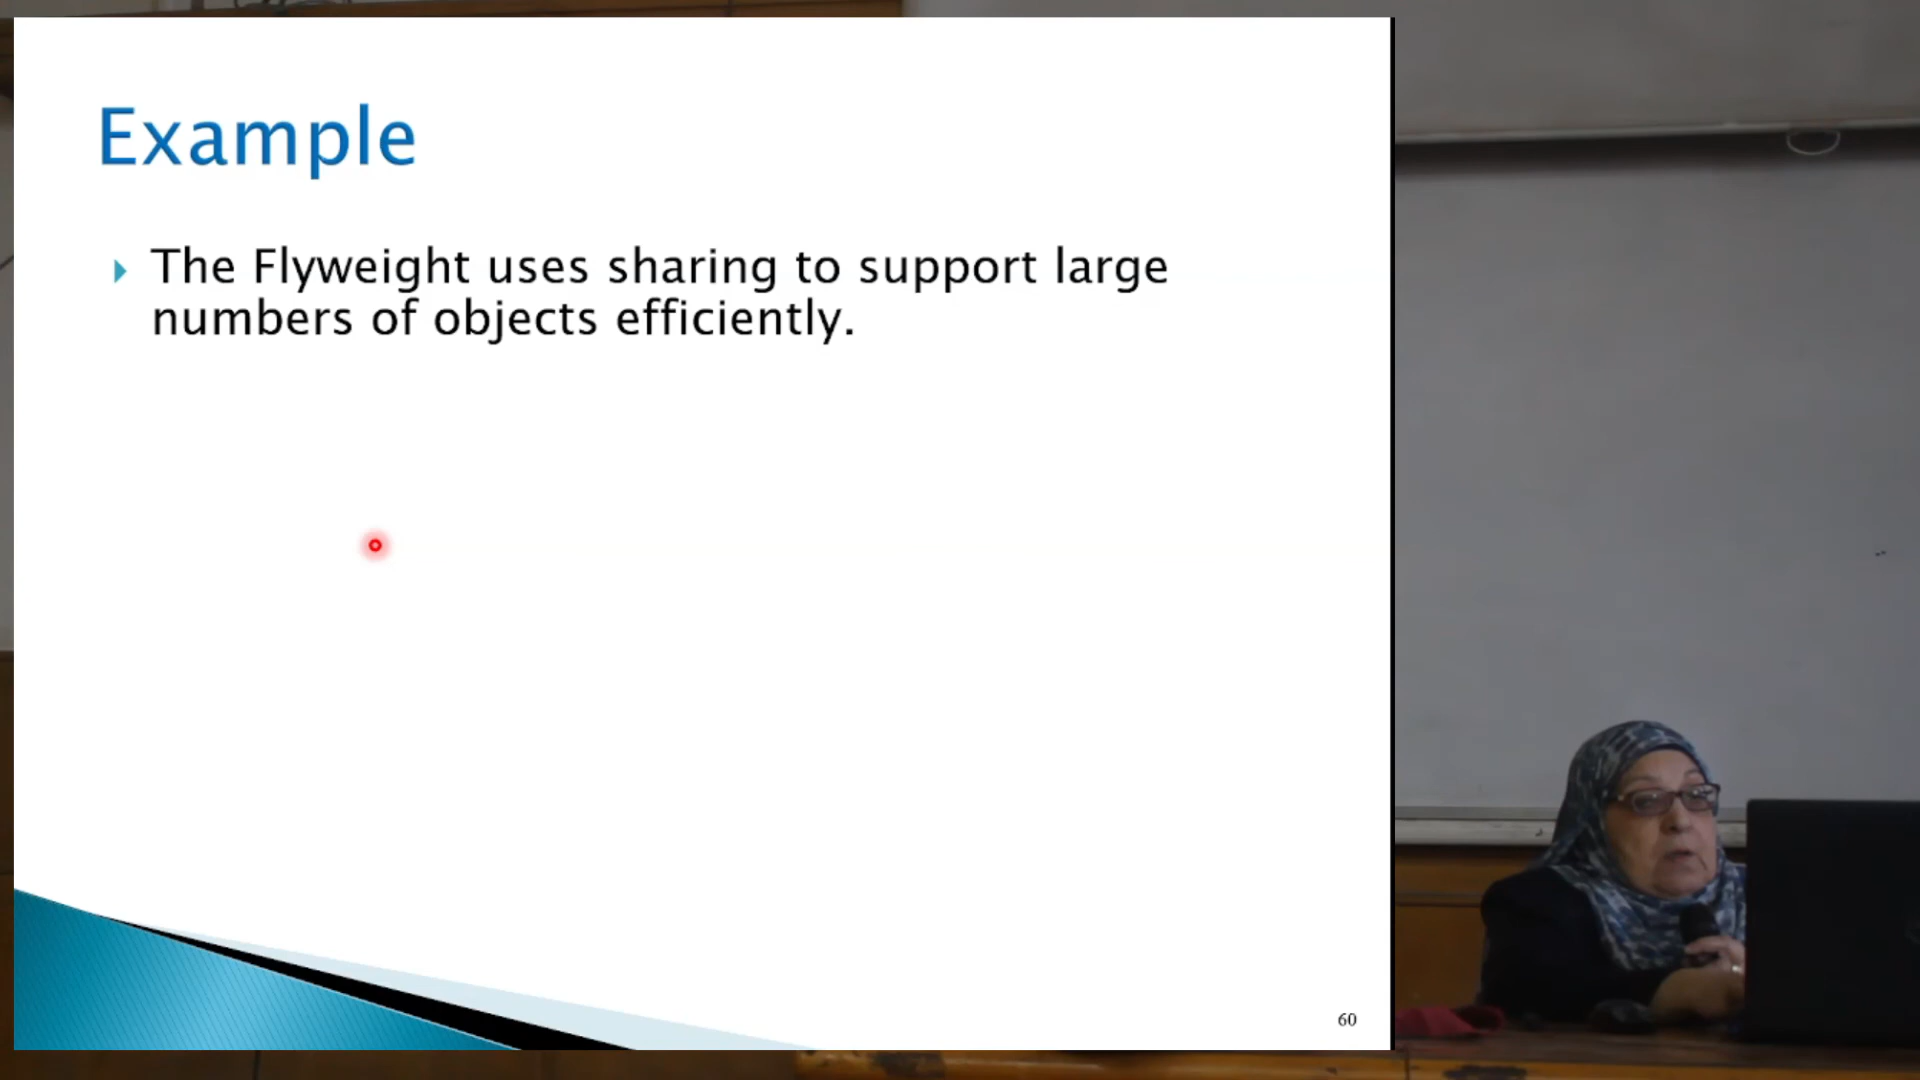 Example
The Flyweight uses sharing to support large
numbers of objects efficiently.
60